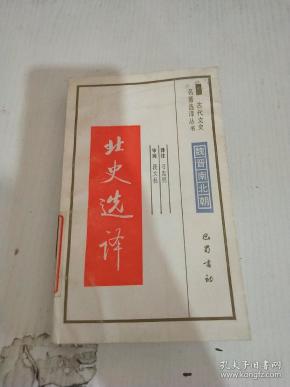 古代文史
名著选译丛书
魏晋南北朝
北史选译
巴蜀书社
孔夫子旧书网